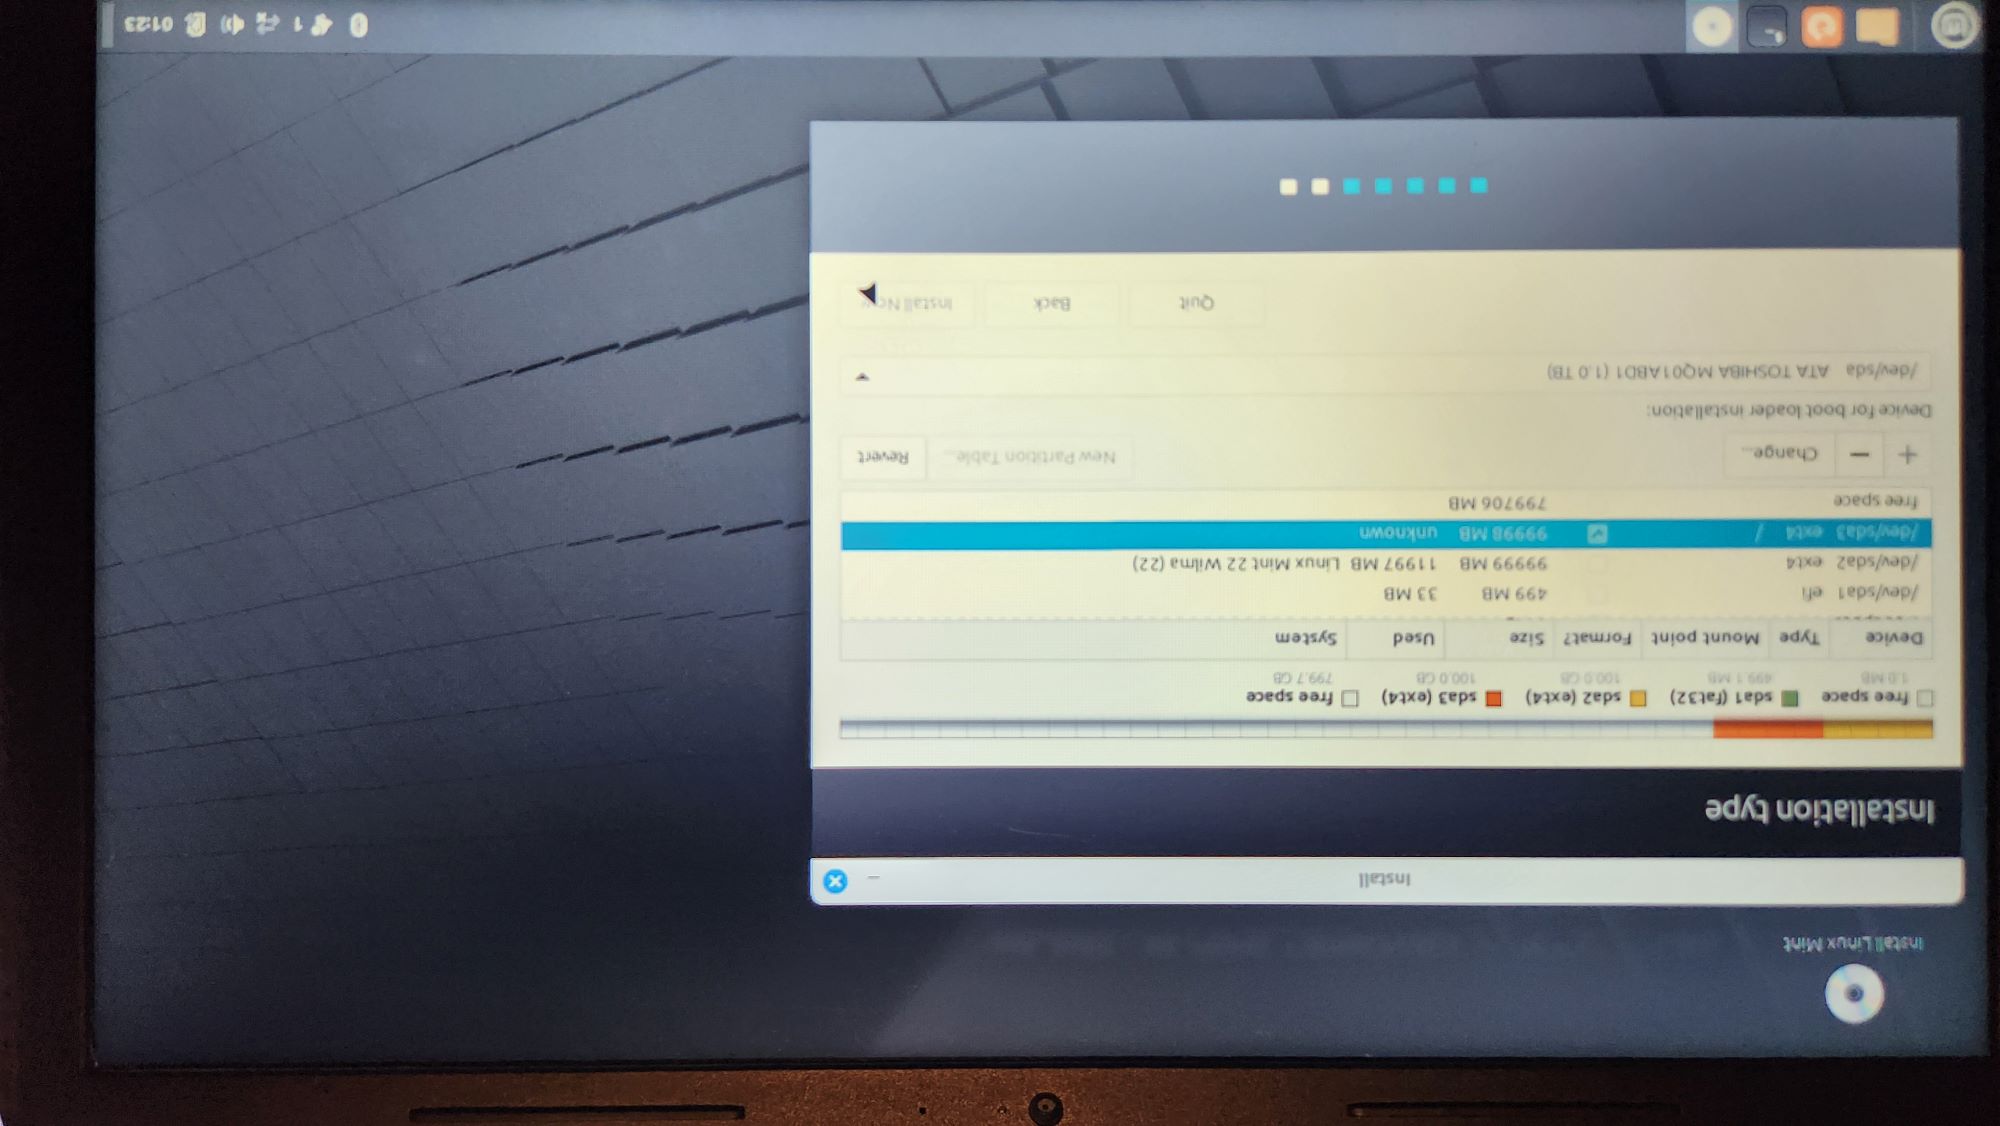 Install Linux Mint
Install
Installation type
free space sda1 (fat32) sda2 (ext4) sda3 (ext4) free space
1.0 MB 499.1 MB 100.0 GB 100.0 GB 799.7 GB
Device Type Mount point Format? Size Used System
/dev/sda1 efi 499 MB 33 MB
/dev/sda2 ext4 99999 MB 11997 MB Linux Mint 22 Wilma (22)
/dev/sda3 ext4 / 99998 MB unknown
free space 799706 MB
+ − Change... New Partition Table... Revert
Device for boot loader installation:
/dev/sda ATA TOSHIBA MQ01ABD1 (1.0 TB)
Quit Back Install
1 01:23